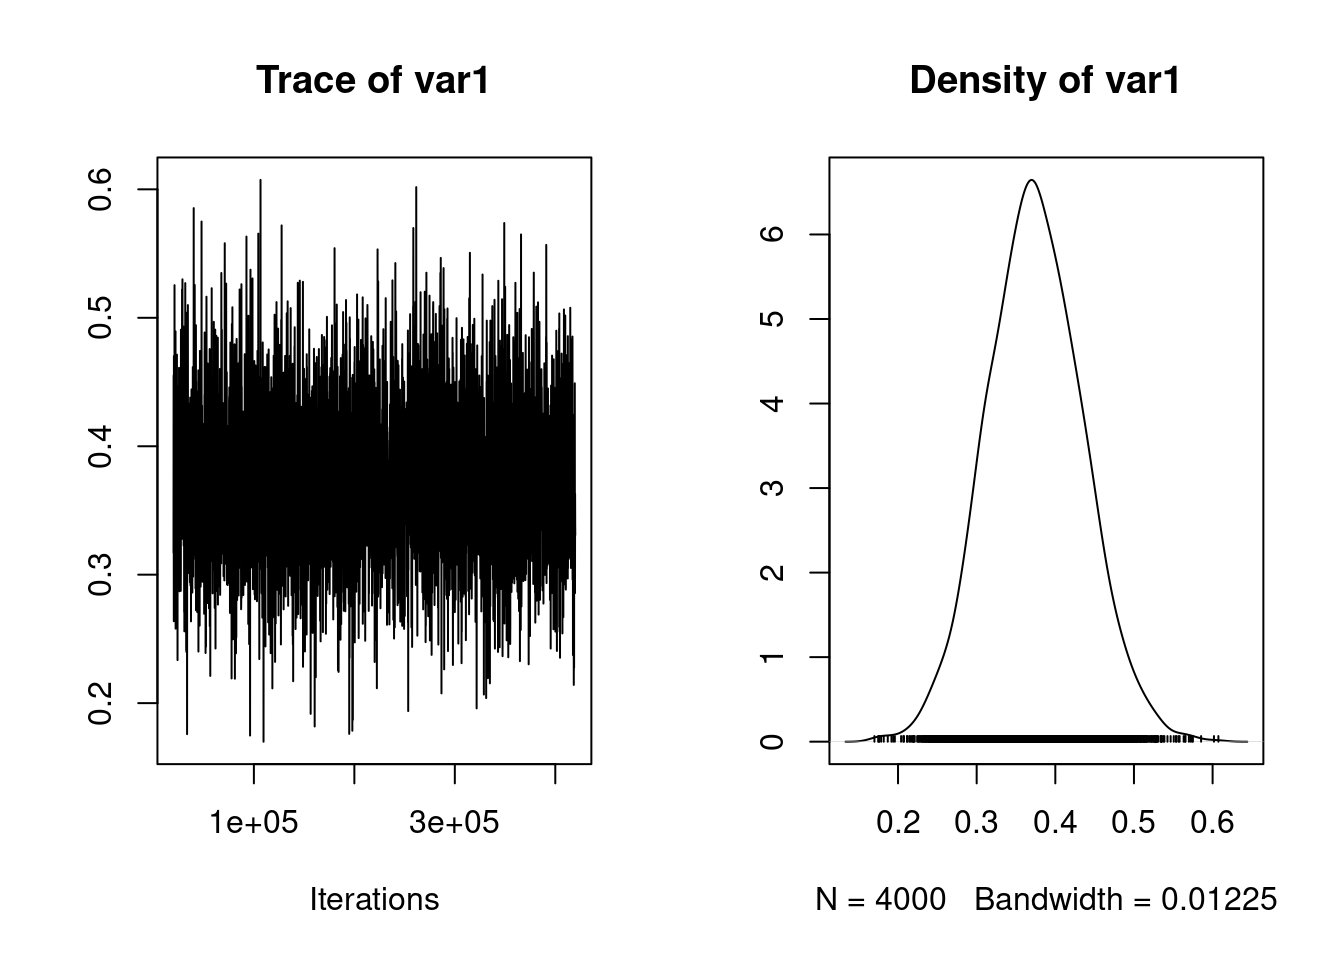 Trace of var1
0.6
0.5
0.4
0.3
0.2
1e+05 3e+05
Iterations
Density of var1
6
5
4
3
2
1
0
0.2 0.3 0.4 0.5 0.6
N = 4000 Bandwidth = 0.01225